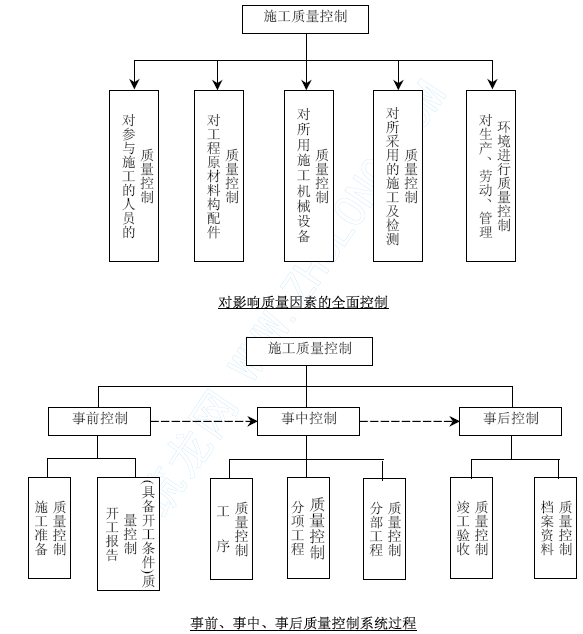 施工质量控制
对参与施工的人员的
质量控制
对工程原材料构配件
质量控制
对所用施工机械设备
质量控制
对所采用的施工及检测
质量控制
对生产、劳动、管理
环境进行质量控制
对影响质量因素的全面控制
施工质量控制
事前控制
事中控制
事后控制
施工准备
质量控制
开工报告
(具备开工条件)质
量控制
工 序
质量控制
分项工程
质量控制
分部工程
质量控制
竣工验收
质量控制
档案资料
质量控制
事前、事中、事后质量控制系统过程
筑龙网 WWW.ZHULONG.COM